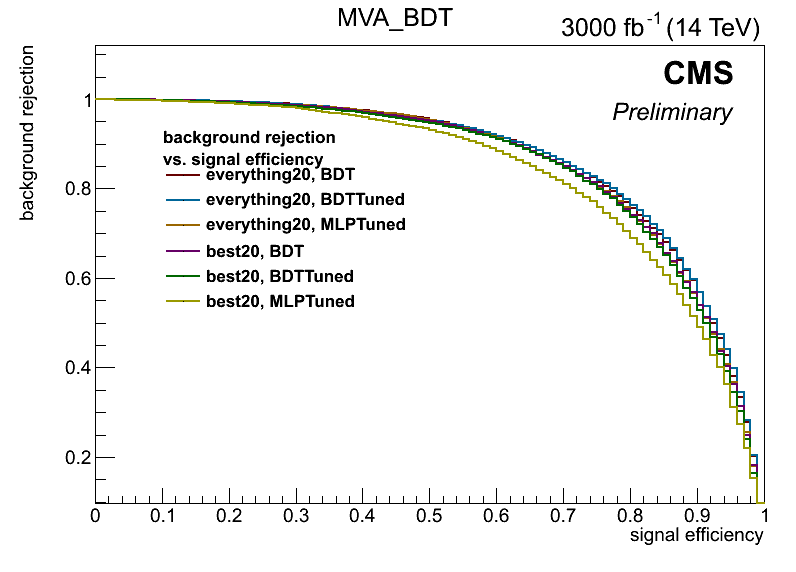 MVA_BDT
3000 fb-1 (14 TeV)
background rejection
CMS
Preliminary
1
0.8
0.6
0.4
0.2
background rejection
vs. signal efficiency
everything20, BDT
everything20, BDTTuned
everything20, MLPTuned
best20, BDT
best20, BDTTuned
best20, MLPTuned
0 0.1 0.2 0.3 0.4 0.5 0.6 0.7 0.8 0.9 1
signal efficiency